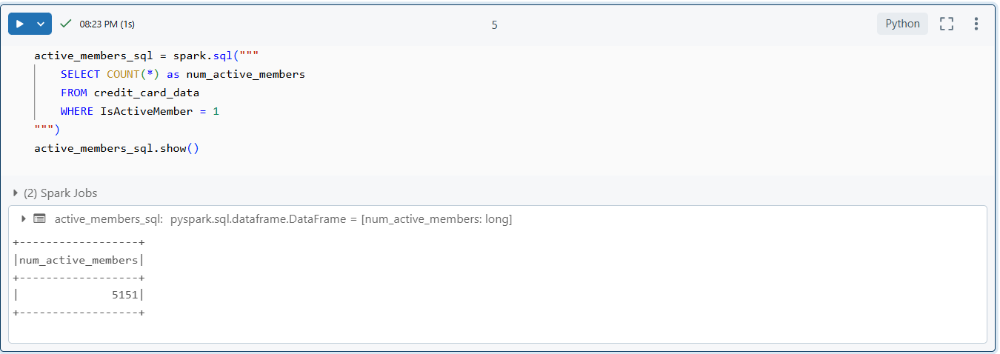 08:23 PM (1s) 5 Python
active_members_sql = spark.sql("""
    SELECT COUNT(*) as num_active_members
    FROM credit_card_data
    WHERE IsActiveMember = 1
""")
active_members_sql.show()
(2) Spark Jobs
active_members_sql: pyspark.sql.dataframe.DataFrame = [num_active_members: long]
+------------------+
|num_active_members|
+------------------+
|              5151|
+------------------+